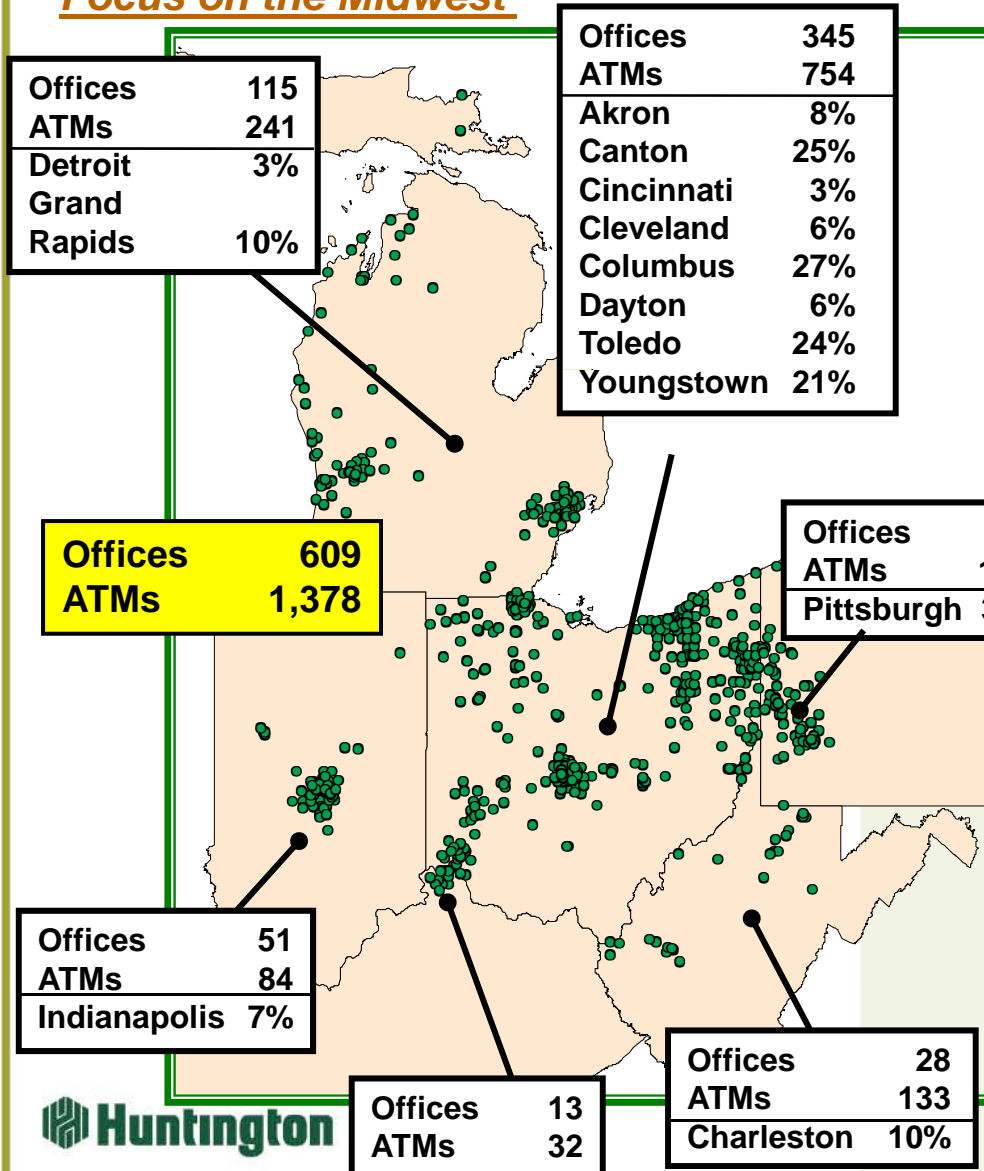 Focus on the Midwest
Offices 345
ATMs 754
Akron 8%
Canton 25%
Cincinnati 3%
Cleveland 6%
Columbus 27%
Dayton 6%
Toledo 24%
Youngstown 21%
Offices 115
ATMs 241
Detroit 3%
Grand
Rapids 10%
Offices 609
ATMs 1,378
Offices
ATMs
Pittsburgh
Offices 51
ATMs 84
Indianapolis 7%
Offices 13
ATMs 32
Offices 28
ATMs 133
Charleston 10%
Huntington